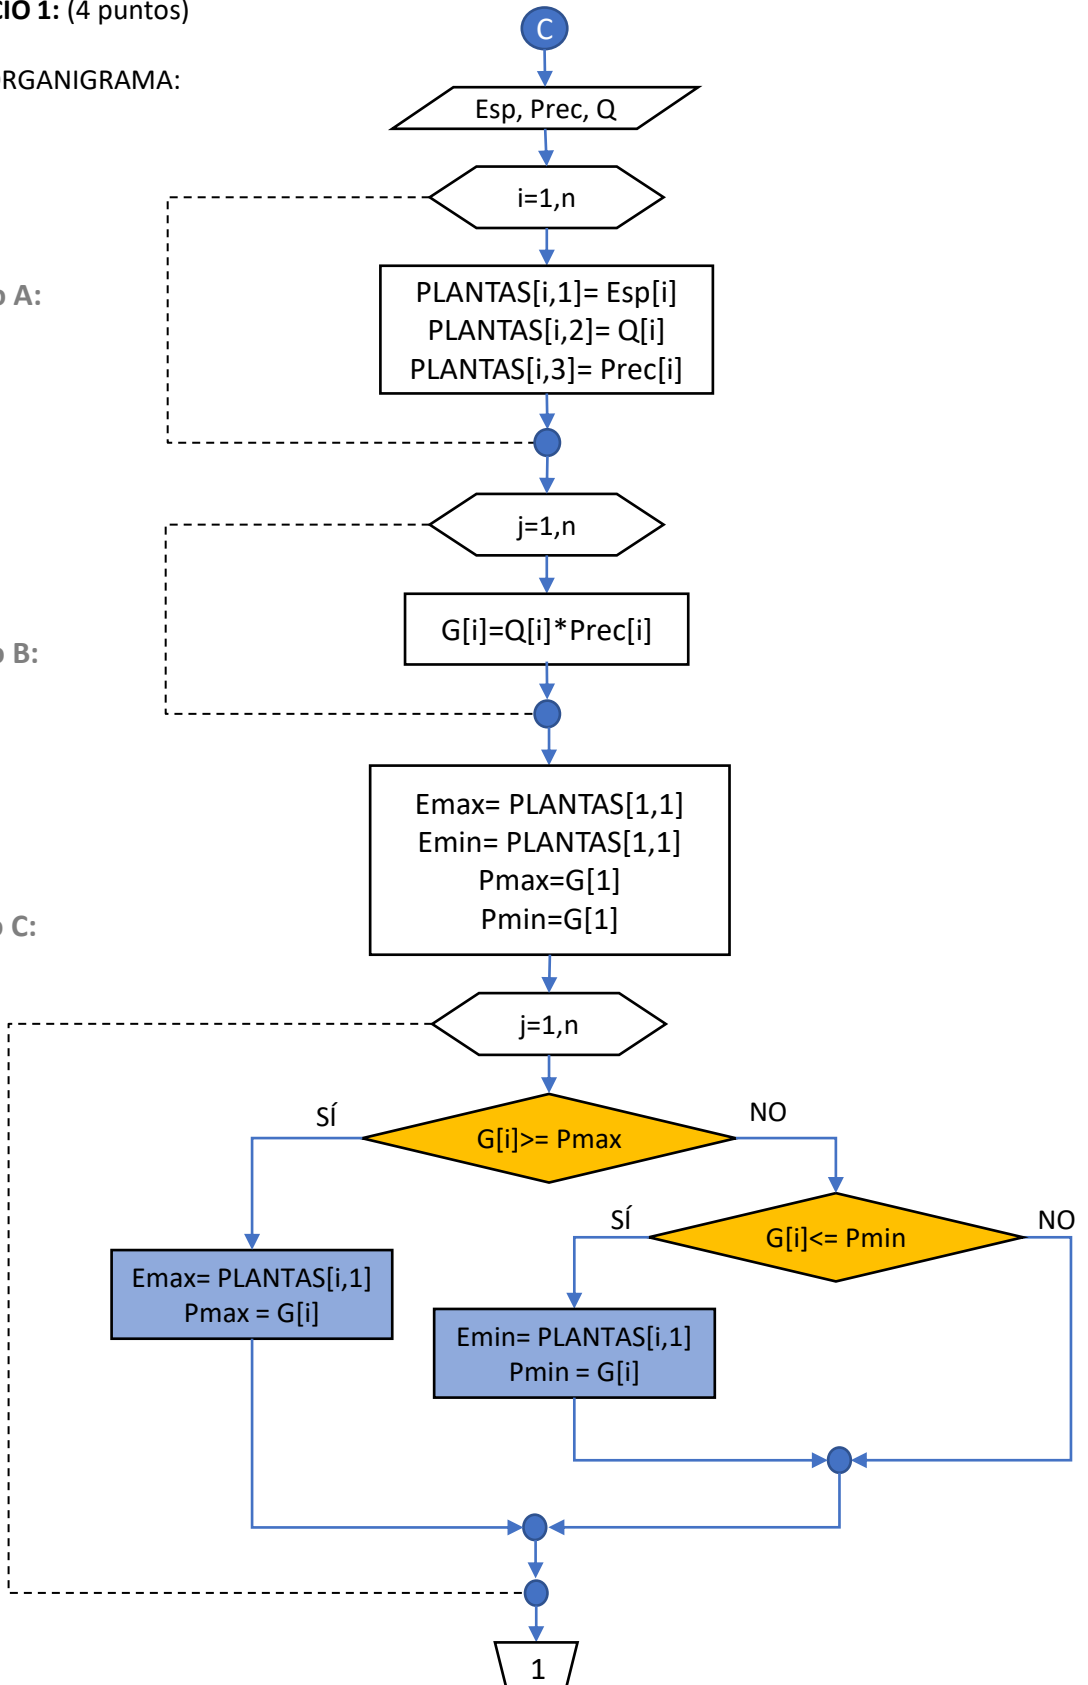 CIO 1: (4 puntos)
C
RGANIGRAMA:
Esp, Prec, Q
i=1,n
o A:
PLANTAS[i,1]= Esp[i]
PLANTAS[i,2]= Q[i]
PLANTAS[i,3]= Prec[i]
j=1,n
G[i]=Q[i]*Prec[i]
o B:
Emax= PLANTAS[1,1]
Emin= PLANTAS[1,1]
Pmax=G[1]
Pmin=G[1]
o C:
j=1,n
SÍ
NO
G[i]>= Pmax
SÍ
NO
G[i]<= Pmin
Emax= PLANTAS[i,1]
Pmax = G[i]
Emin= PLANTAS[i,1]
Pmin = G[i]
1